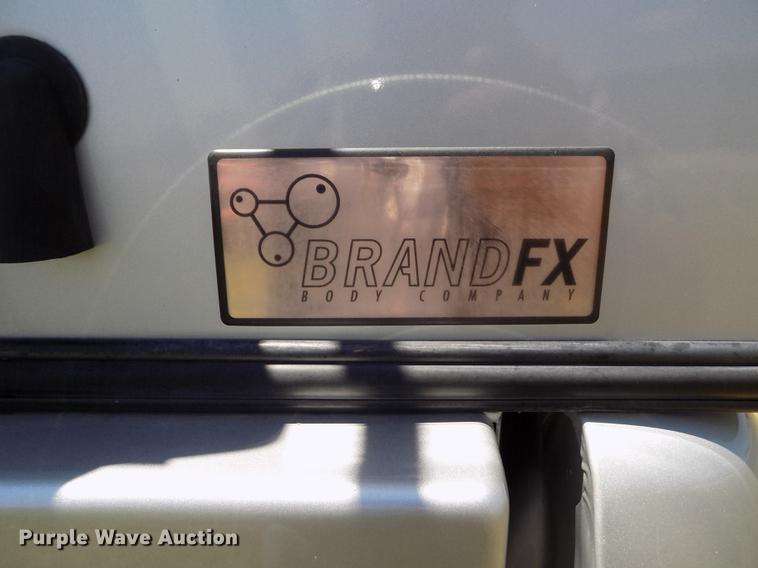 BRANDFX
BODY COMPANY
Purple Wave Auction